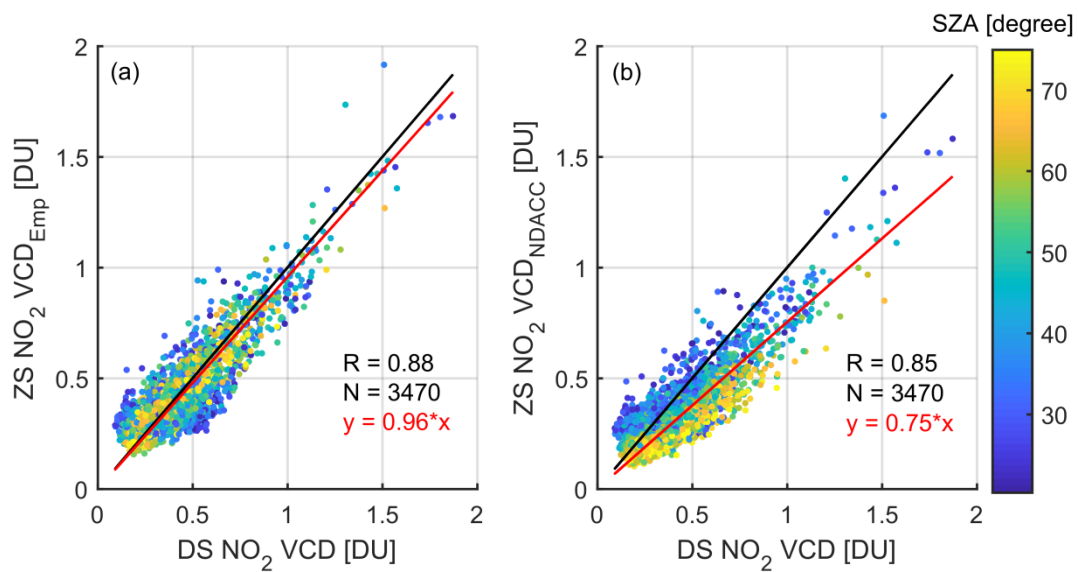 SZA [degree]
(a)
ZS NO₂ VCD_Emp [DU]
2
1.5
1
0.5
0
R = 0.88
N = 3470
y = 0.96*x
0 0.5 1 1.5 2
DS NO₂ VCD [DU]
(b)
ZS NO₂ VCD_NDACC [DU]
2
1.5
1
0.5
0
R = 0.85
N = 3470
y = 0.75*x
0 0.5 1 1.5 2
DS NO₂ VCD [DU]
70
60
50
40
30